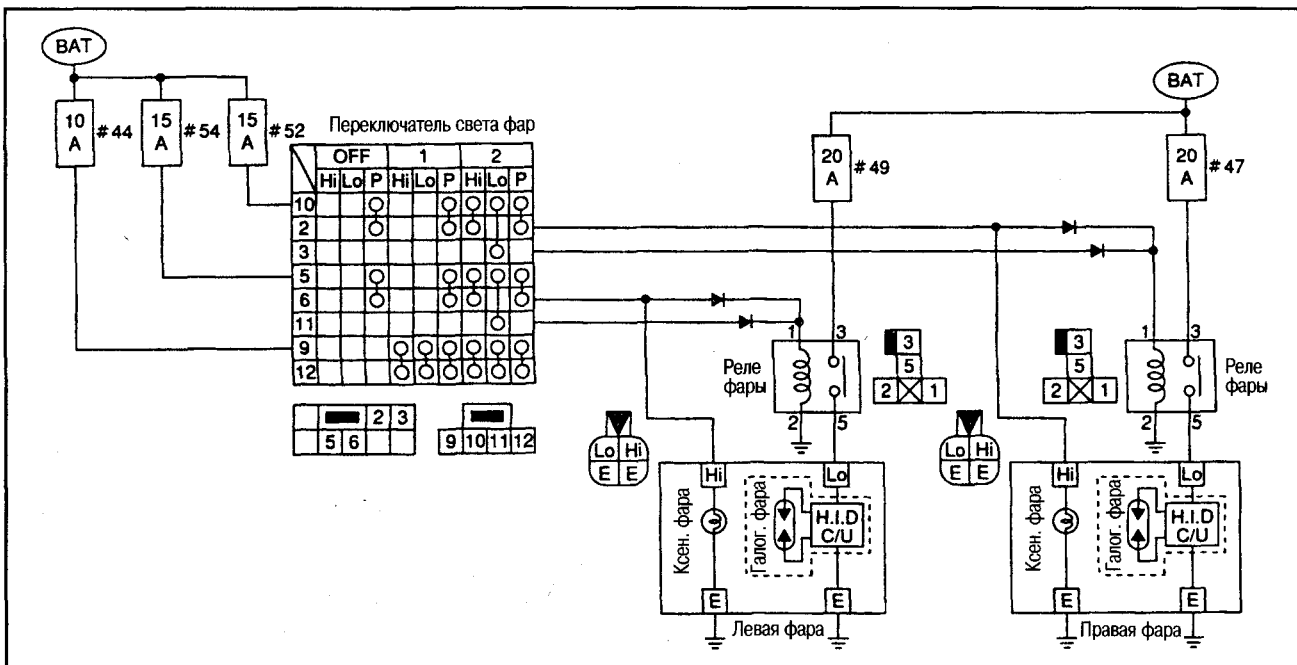 BAT
10 A #44
15 A #54
15 A #52
Переключатель света фар
OFF 1 2
Hi Lo P Hi Lo P Hi Lo P
10
2
3
5
6
11
9
12
2 3
5 6
9 10 11 12
BAT
20 A #49
20 A #47
1 3
Реле фары
2 5
3
5
2 1
1 3
Реле фары
2 5
3
5
2 1
Lo Hi
E E
Hi Lo
Ксен. фара
Галог. фара
H.I.D C/U
E E
Левая фара
Lo Hi
E E
Hi Lo
Ксен. фара
Галог. фара
H.I.D C/U
E E
Правая фара